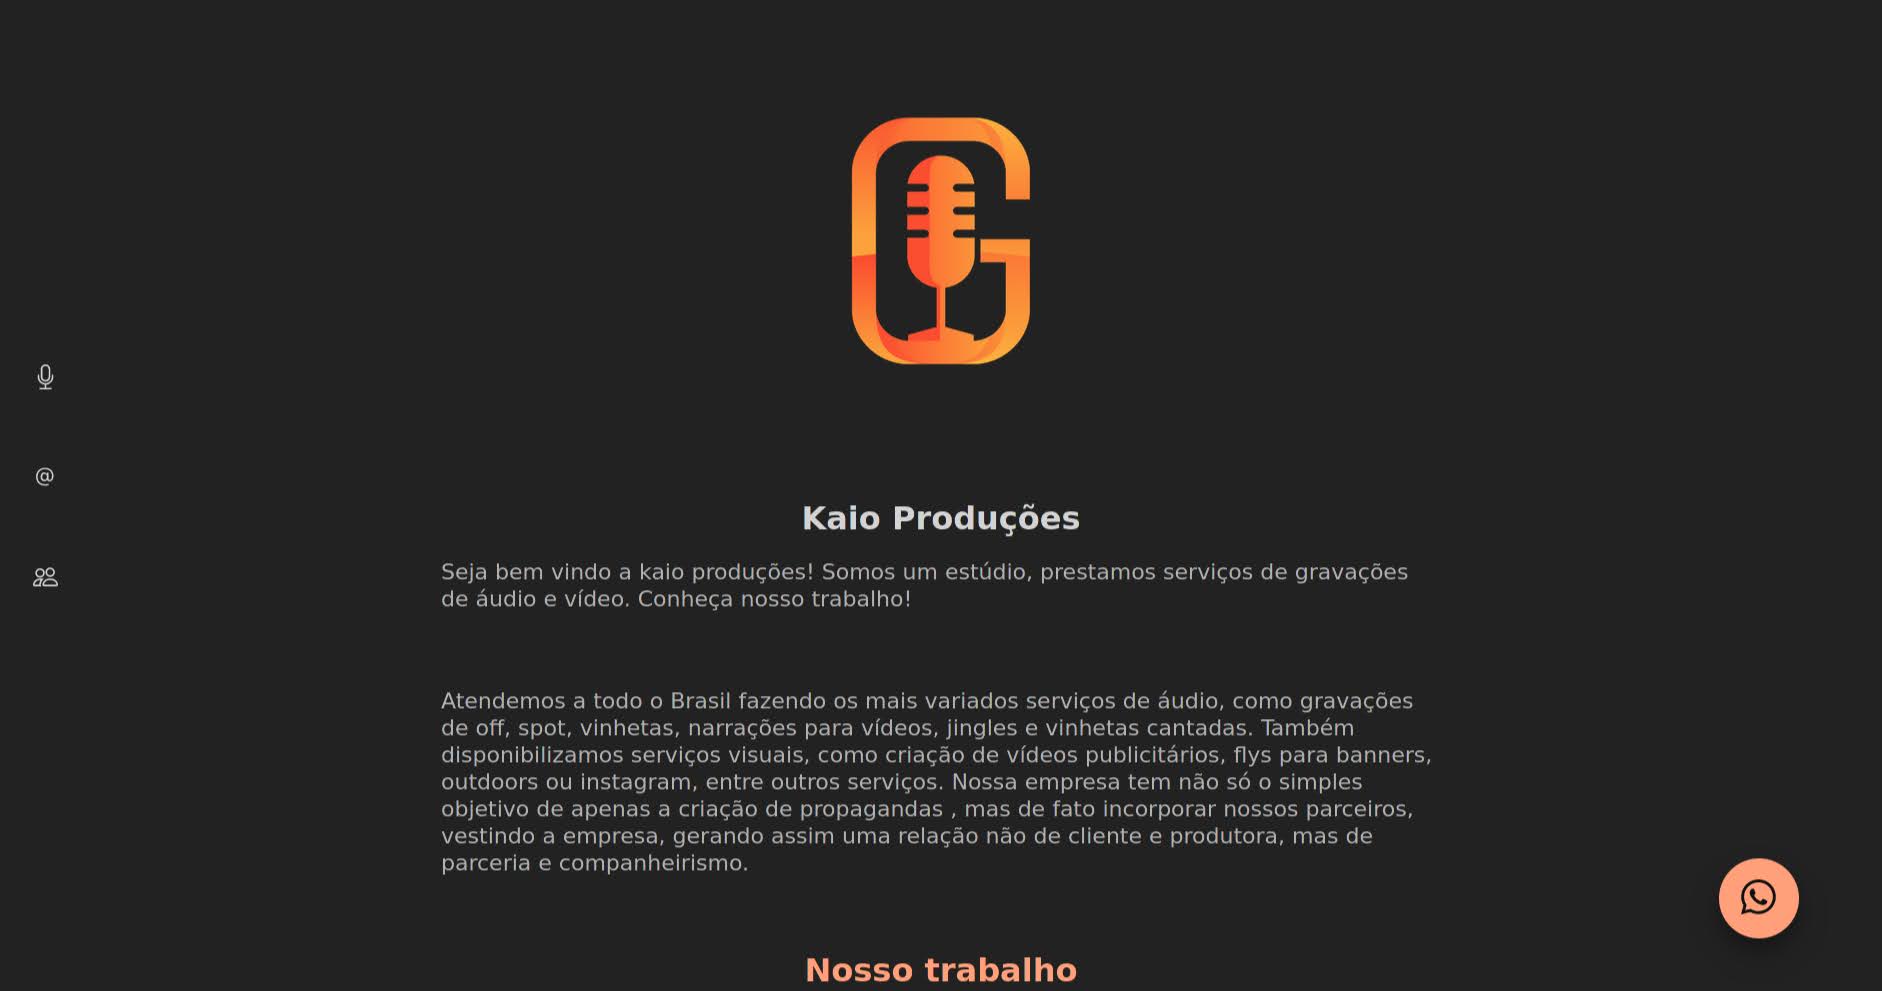 Kaio Produções
Seja bem vindo a kaio produções! Somos um estúdio, prestamos serviços de gravações
de áudio e vídeo. Conheça nosso trabalho!
@
Atendemos a todo o Brasil fazendo os mais variados serviços de áudio, como gravações
de off, spot, vinhetas, narrações para vídeos, jingles e vinhetas cantadas. Também
disponibilizamos serviços visuais, como criação de vídeos publicitários, flys para banners,
outdoors ou instagram, entre outros serviços. Nossa empresa tem não só o simples
objetivo de apenas a criação de propagandas , mas de fato incorporar nossos parceiros,
vestindo a empresa, gerando assim uma relação não de cliente e produtora, mas de
parceria e companheirismo.
Nosso trabalho